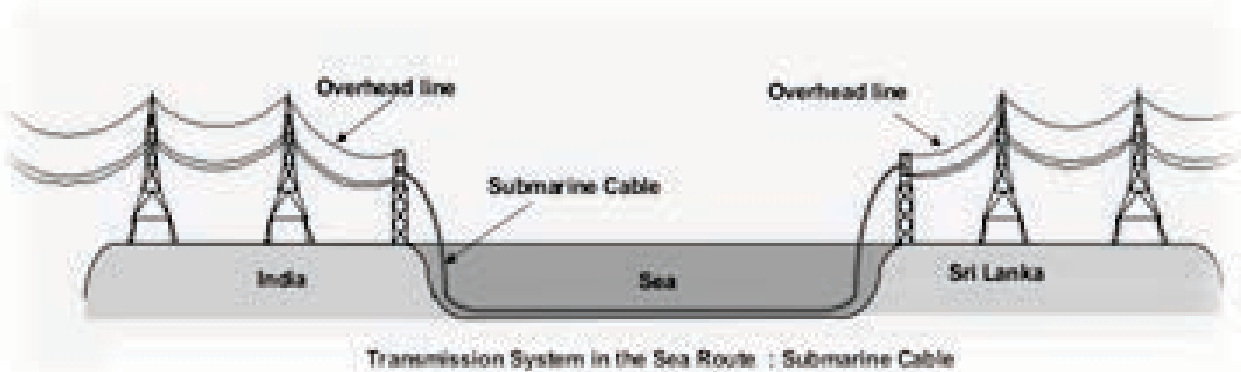 Overhead line
Overhead line
Submarine Cable
India
Sea
Sri Lanka
Transmission System in the Sea Route : Submarine Cable